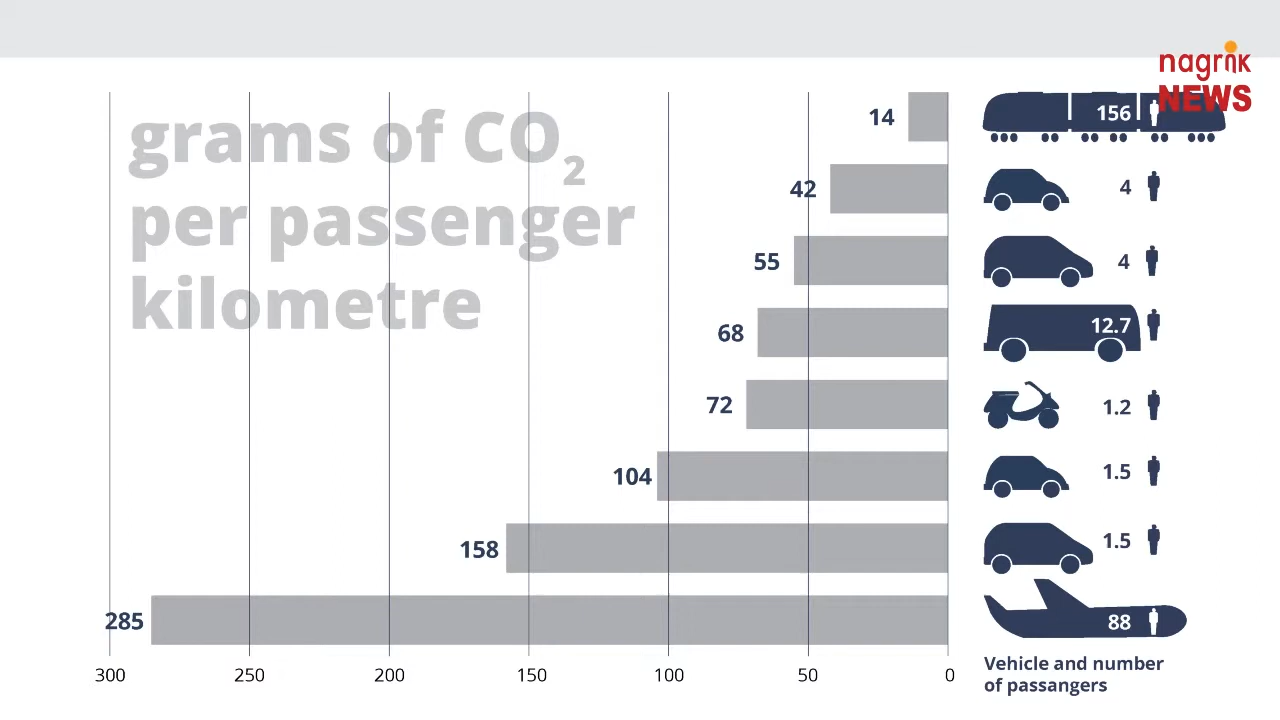 nagrik
NEWS
grams of CO2
per passenger
kilometre
14
156
42
4
55
4
68
12.7
72
1.2
104
1.5
158
1.5
285
88
300 250 200 150 100 50 0
Vehicle and number
of passangers